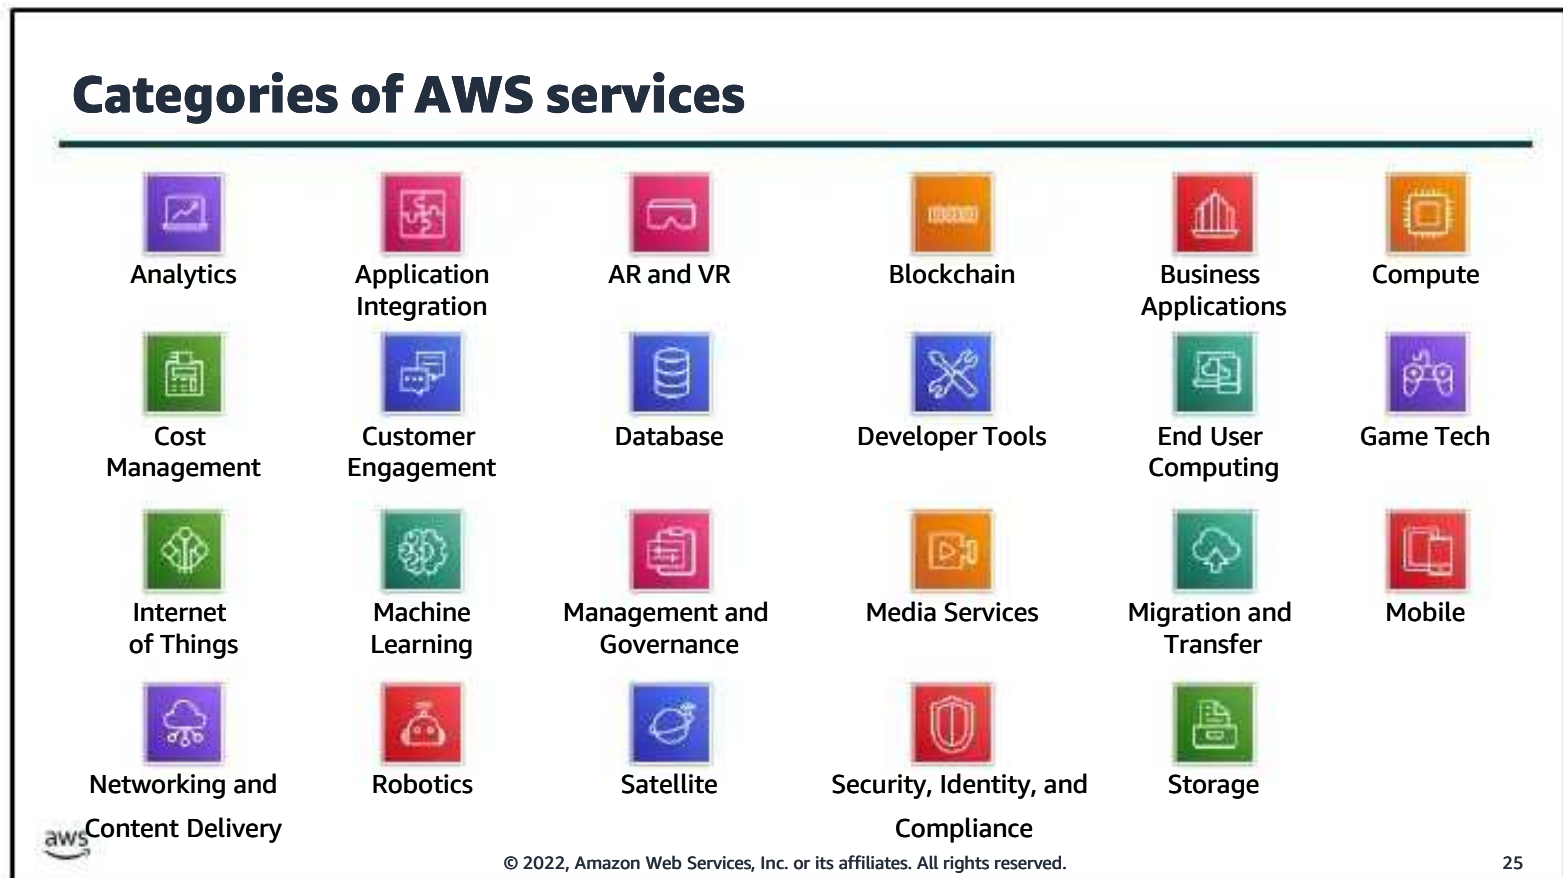 Categories of AWS services
Analytics
Application
Integration
AR and VR
Blockchain
Business
Applications
Compute
Cost
Management
Customer
Engagement
Database
Developer Tools
End User
Computing
Game Tech
Internet
of Things
Machine
Learning
Management and
Governance
Media Services
Migration and
Transfer
Mobile
Networking and
Content Delivery
Robotics
Satellite
Security, Identity, and
Compliance
Storage
aws
© 2022, Amazon Web Services, Inc. or its affiliates. All rights reserved.
25